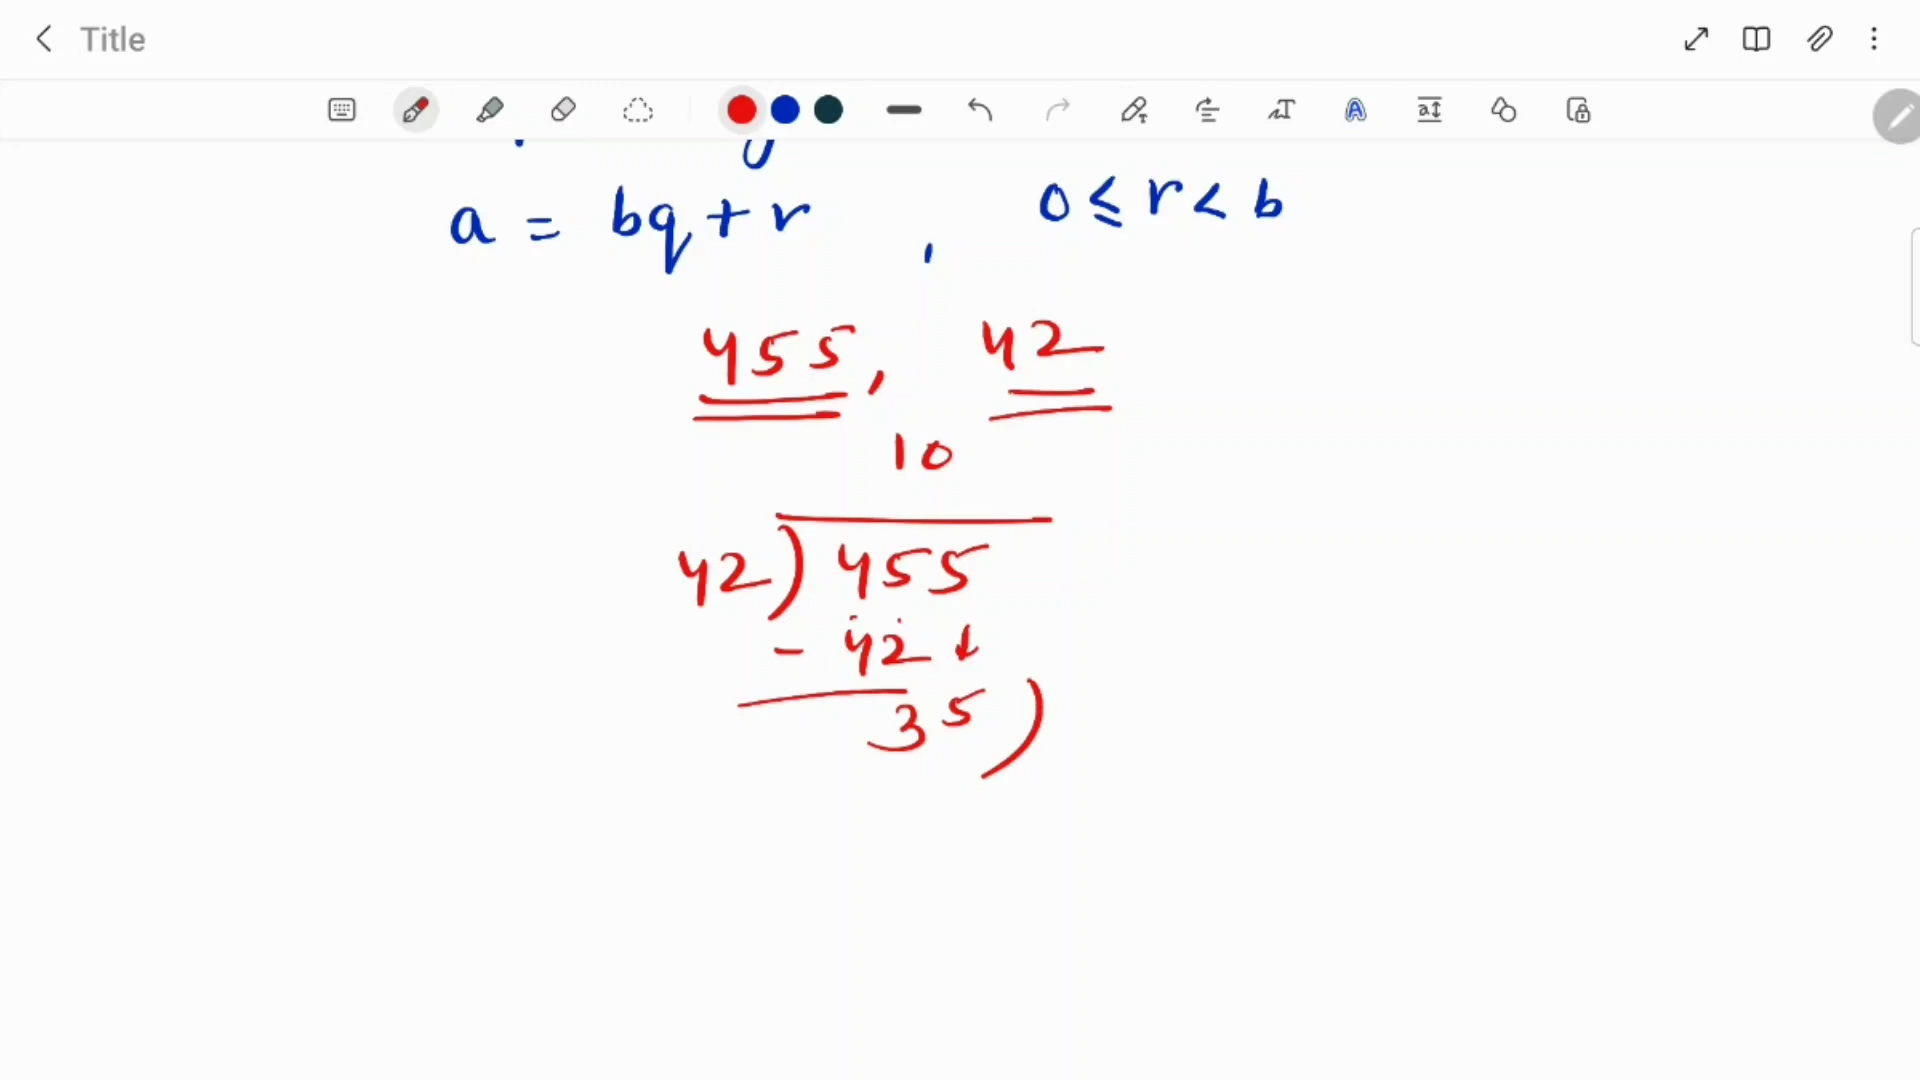 Title
a = bq + r , 0 ≤ r < b
455, 42
10
42 ) 455
- 42 ↓
35 )